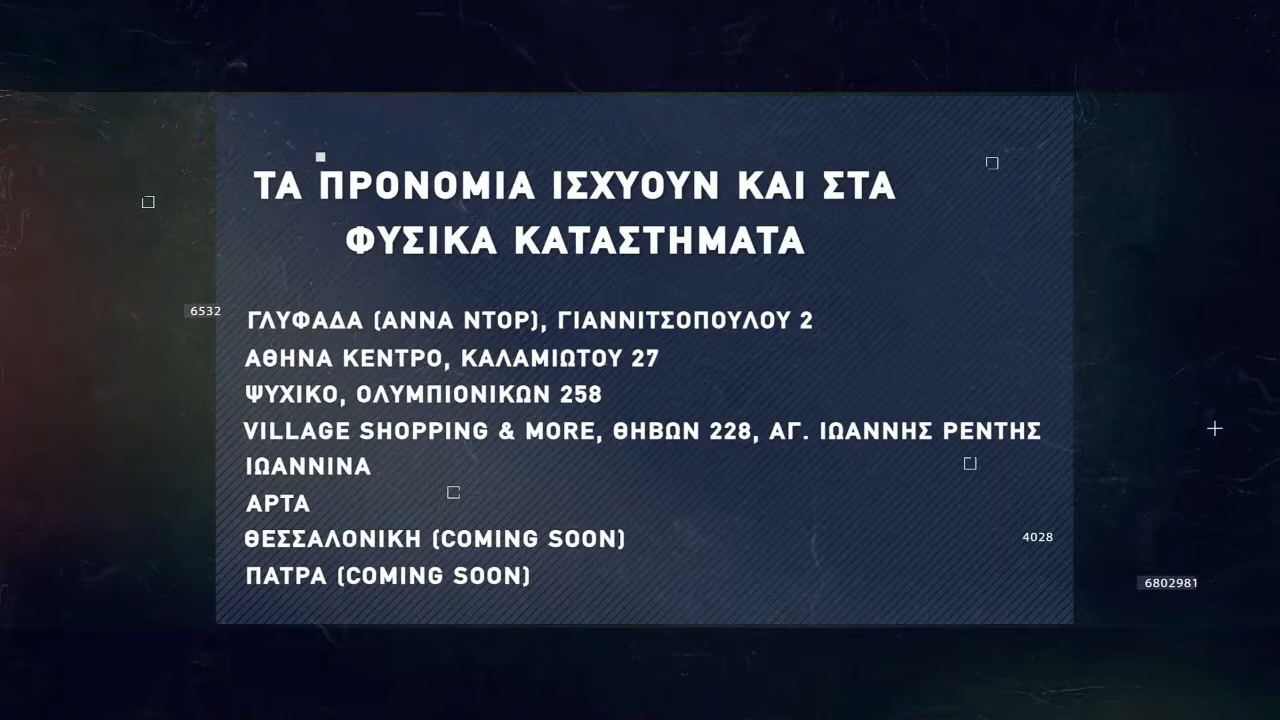 ΤΑ ΠΡΟΝΟΜΙΑ ΙΣΧΥΟΥΝ ΚΑΙ ΣΤΑ
ΦΥΣΙΚΑ ΚΑΤΑΣΤΗΜΑΤΑ
6532
ΓΛΥΦΑΔΑ (ΑΝΝΑ ΝΤΟΡ), ΓΙΑΝΝΙΤΣΟΠΟΥΛΟΥ 2
ΑΘΗΝΑ ΚΕΝΤΡΟ, ΚΑΛΑΜΙΩΤΟΥ 27
ΨΥΧΙΚΟ, ΟΛΥΜΠΙΟΝΙΚΩΝ 258
VILLAGE SHOPPING & MORE, ΘΗΒΩΝ 228, ΑΓ. ΙΩΑΝΝΗΣ ΡΕΝΤΗΣ
ΙΩΑΝΝΙΝΑ
ΑΡΤΑ
ΘΕΣΣΑΛΟΝΙΚΗ (COMING SOON)
4028
ΠΑΤΡΑ (COMING SOON)
6802981